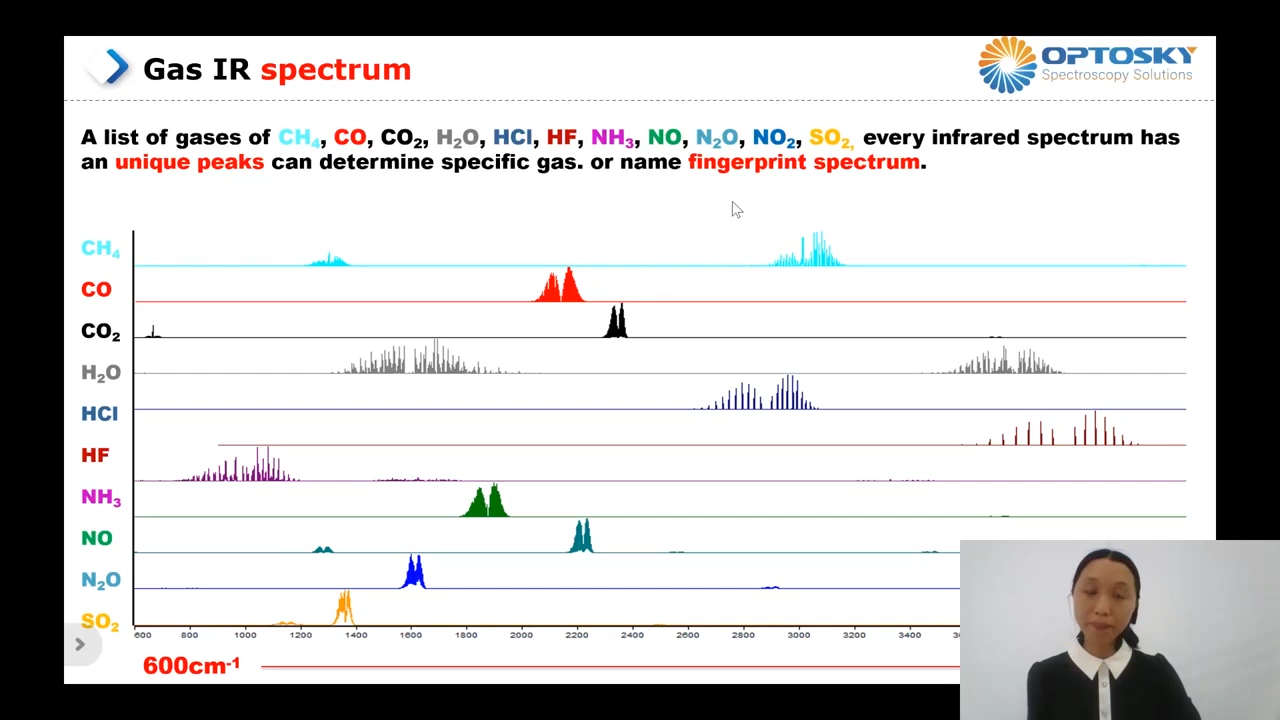 Gas IR spectrum
OPTOSKY
Spectroscopy Solutions
A list of gases of CH₄, CO, CO₂, H₂O, HCl, HF, NH₃, NO, N₂O, NO₂, SO₂, every infrared spectrum has
an unique peaks can determine specific gas. or name fingerprint spectrum.
CH₄
CO
CO₂
H₂O
HCl
HF
NH₃
NO
N₂O
SO₂
600 800 1000 1200 1400 1600 1800 2000 2200 2400 2600 2800 3000 3200 3400
600cm⁻¹